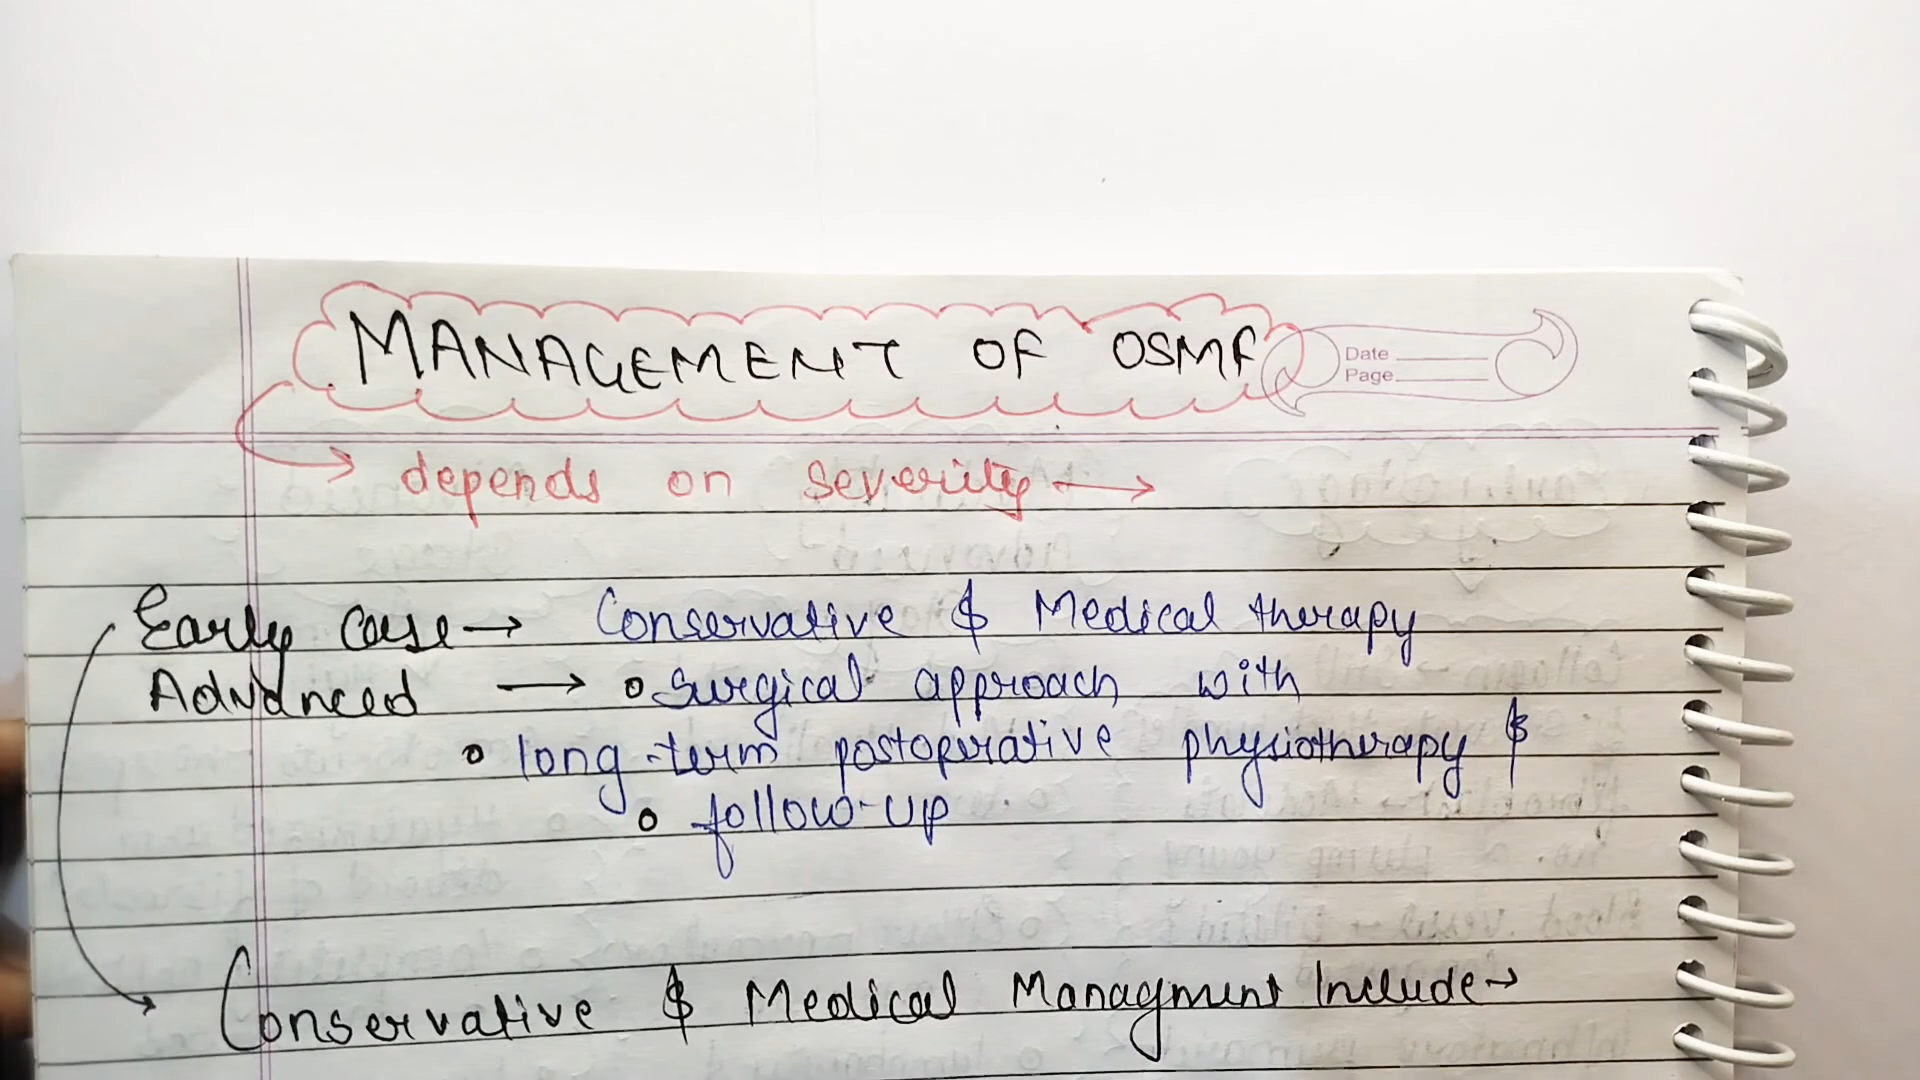 MANAGEMENT OF OSMF
Date
Page
→ depends on severity →
Early Case → Conservative & Medical therapy
Advanced → o surgical approach with
o long-term postoperative physiotherapy &
o follow-up
Conservative & Medical Managment Include →